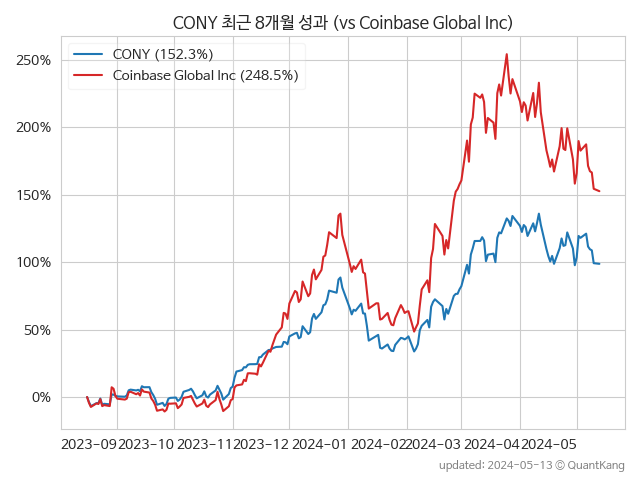 CONY 최근 8개월 성과 (vs Coinbase Global Inc)
CONY (152.3%)
Coinbase Global Inc (248.5%)
250%
200%
150%
100%
50%
0%
2023-09 2023-10 2023-11 2023-12 2024-01 2024-02 2024-03 2024-04 2024-05
updated: 2024-05-13 © QuantKang